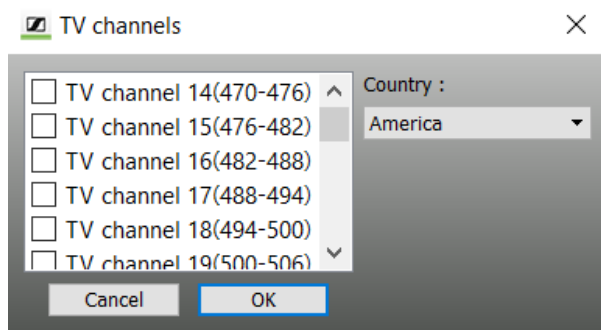 TV channels
TV channel 14(470-476)
TV channel 15(476-482)
TV channel 16(482-488)
TV channel 17(488-494)
TV channel 18(494-500)
TV channel 19(500-506)
Country :
America
Cancel
OK